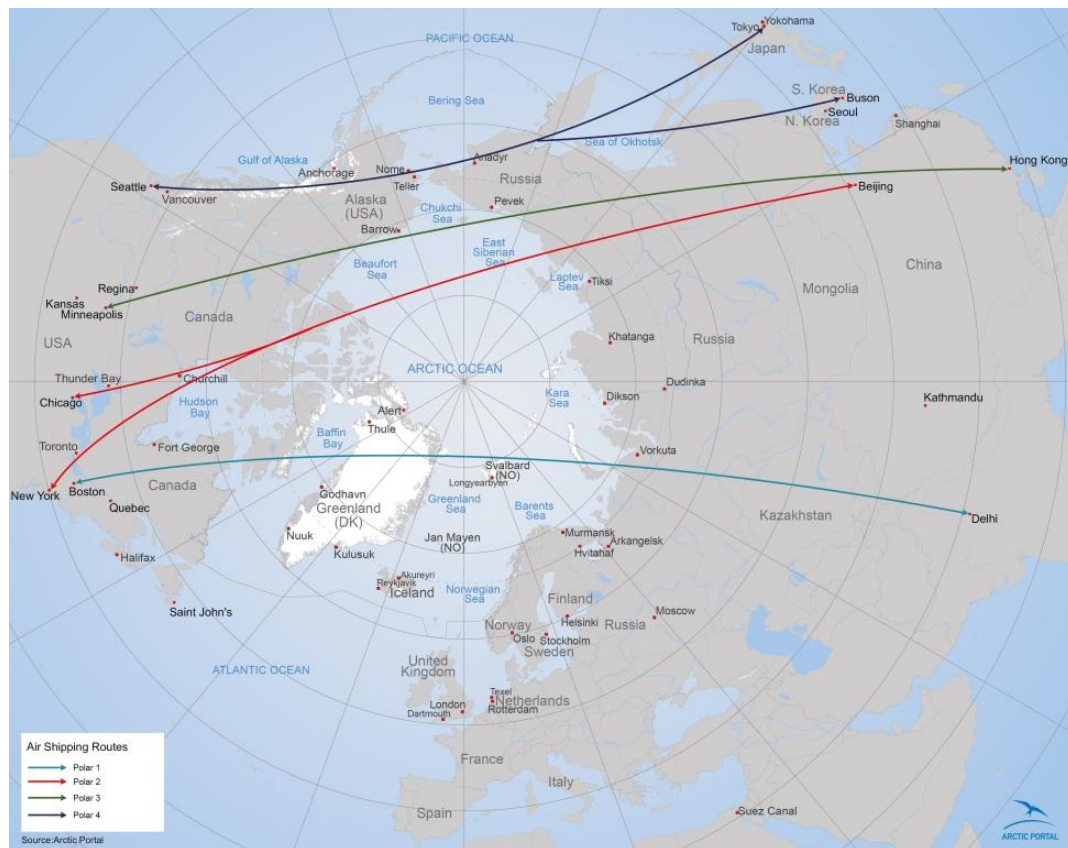 Yokohama
Tokyo
PACIFIC OCEAN
Japan
Bering Sea
S. Korea
Buson
Seoul
N. Korea
Shanghai
Sea of Okhotsk
Gulf of Alaska
Anchorage
Nome
Teller
Anadyr
Russia
Hong Kong
Seattle
Vancouver
Alaska
(USA)
Beijing
Pevek
Chukchi
Sea
Barrow
East
Siberian
Sea
Beaufort
Sea
Laptev
Sea
Tiksi
China
Mongolia
Regina
Kansas
Minneapolis
Canada
USA
Khatanga
Russia
ARCTIC OCEAN
Thunder Bay
Churchill
Chicago
Hudson
Bay
Kara
Sea
Dikson
Dudinka
Kathmandu
Alert
Thule
Baffin
Bay
Toronto
Fort George
Vorkuta
Svalbard
(NO)
Longyearbyen
Canada
New York
Boston
Quebec
Godhavn
Greenland
(DK)
Greenland
Sea
Barents
Sea
Kazakhstan
Delhi
Nuuk
Kulusuk
Jan Mayen
(NO)
Murmansk
Hvitahaf
Arkangelsk
Halifax
Akureyri
Reykjavik
Iceland
Norwegian
Sea
Saint John's
Finland
Helsinki
Russia
Moscow
Norway
Oslo
Stockholm
Sweden
ATLANTIC OCEAN
United
Kingdom
London
Dartmouth
Texel
Netherlands
Rotterdam
France
Italy
Spain
Suez Canal
Air Shipping Routes
Polar 1
Polar 2
Polar 3
Polar 4
Source:Arctic Portal
ARCTIC PORTAL